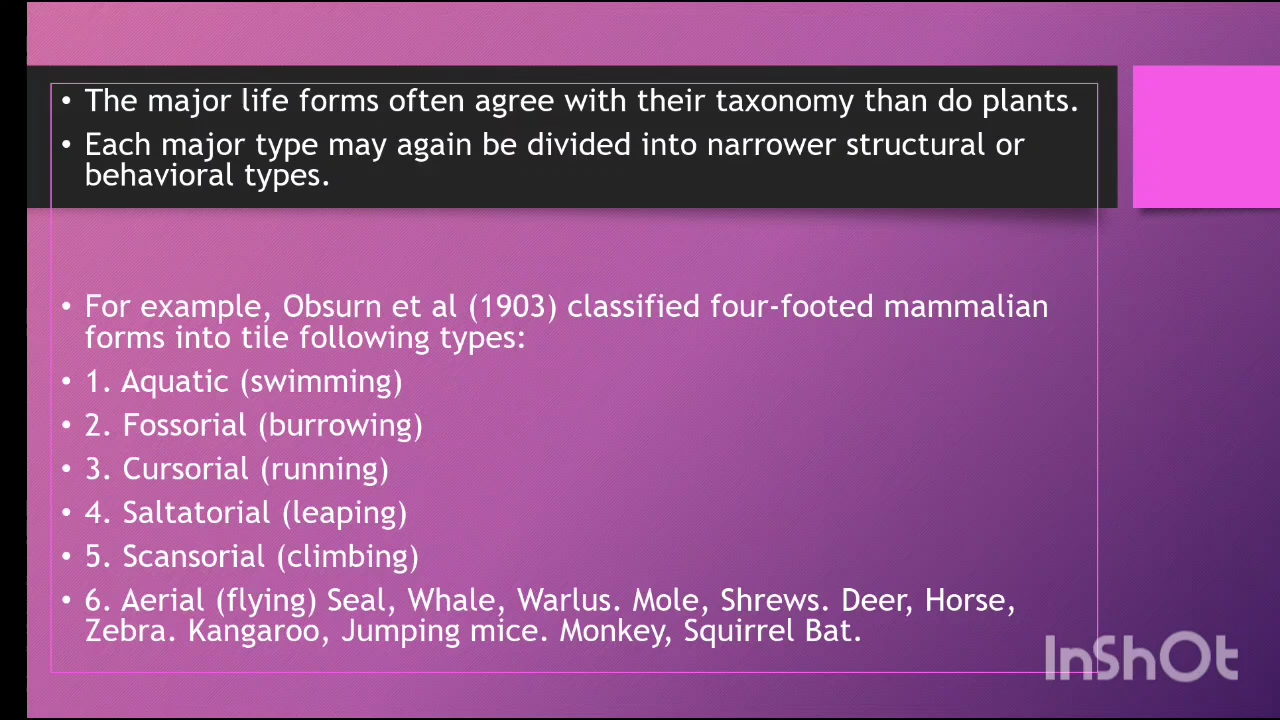 • The major life forms often agree with their taxonomy than do plants.
• Each major type may again be divided into narrower structural or
behavioral types.
• For example, Obsurn et al (1903) classified four-footed mammalian
forms into tile following types:
• 1. Aquatic (swimming)
• 2. Fossorial (burrowing)
• 3. Cursorial (running)
• 4. Saltatorial (leaping)
• 5. Scansorial (climbing)
• 6. Aerial (flying) Seal, Whale, Warlus. Mole, Shrews. Deer, Horse,
Zebra. Kangaroo, Jumping mice. Monkey, Squirrel Bat.
InShOt